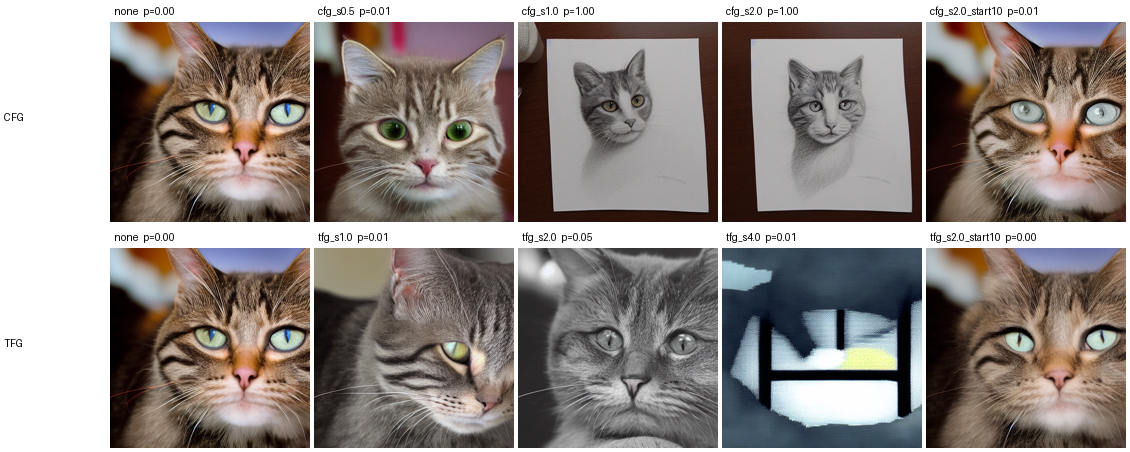 none p=0.00 cfg_s0.5 p=0.01 cfg_s1.0 p=1.00 cfg_s2.0 p=1.00 cfg_s2.0_start10 p=0.01
CFG
none p=0.00 tfg_s1.0 p=0.01 tfg_s2.0 p=0.05 tfg_s4.0 p=0.01 tfg_s2.0_start10 p=0.00
TFG